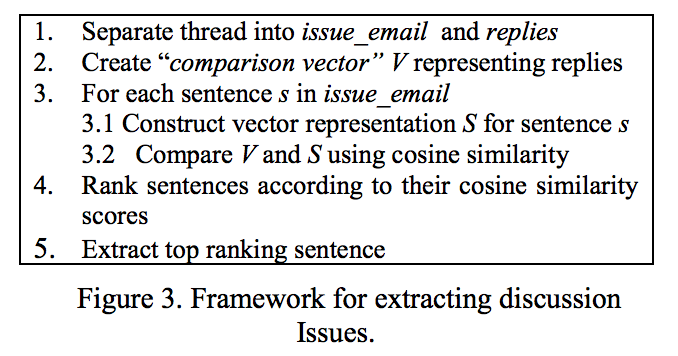 1. Separate thread into issue_email and replies
2. Create “comparison vector” V representing replies
3. For each sentence s in issue_email
3.1 Construct vector representation S for sentence s
3.2 Compare V and S using cosine similarity
4. Rank sentences according to their cosine similarity
scores
5. Extract top ranking sentence
Figure 3. Framework for extracting discussion
Issues.